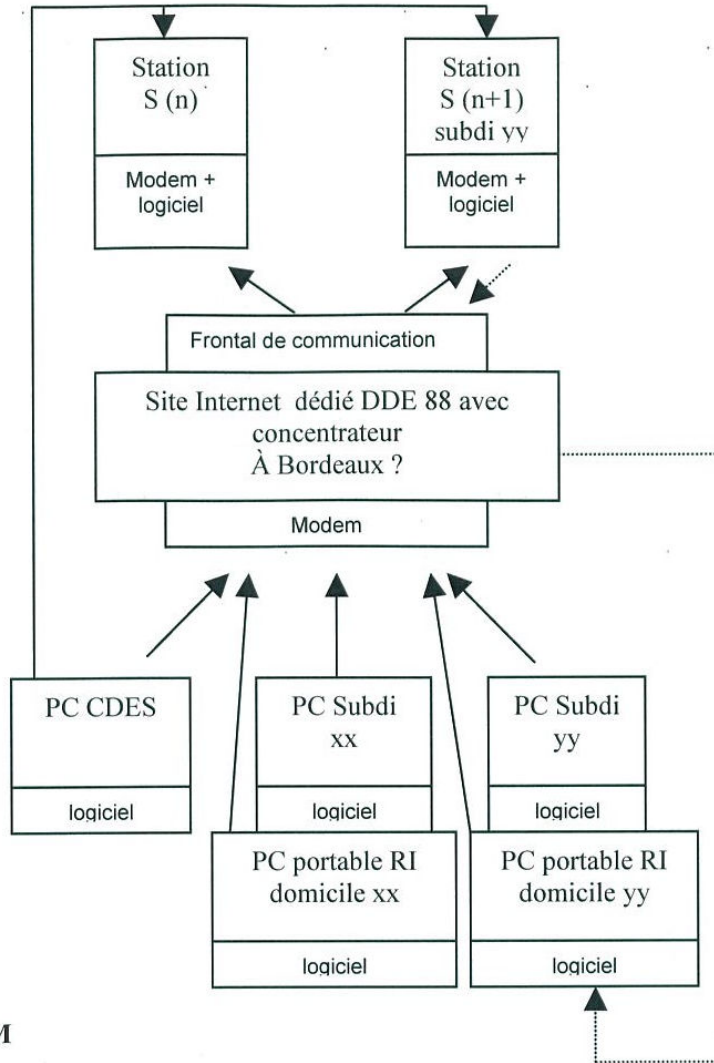 Station
S (n)
Modem +
logiciel
Station
S (n+1)
subdi yy
Modem +
logiciel
Frontal de communication
Site Internet dédié DDE 88 avec
concentrateur
À Bordeaux ?
Modem
PC CDES
logiciel
PC Subdi
xx
logiciel
PC Subdi
yy
logiciel
PC portable RI
domicile xx
logiciel
PC portable RI
domicile yy
logiciel
M